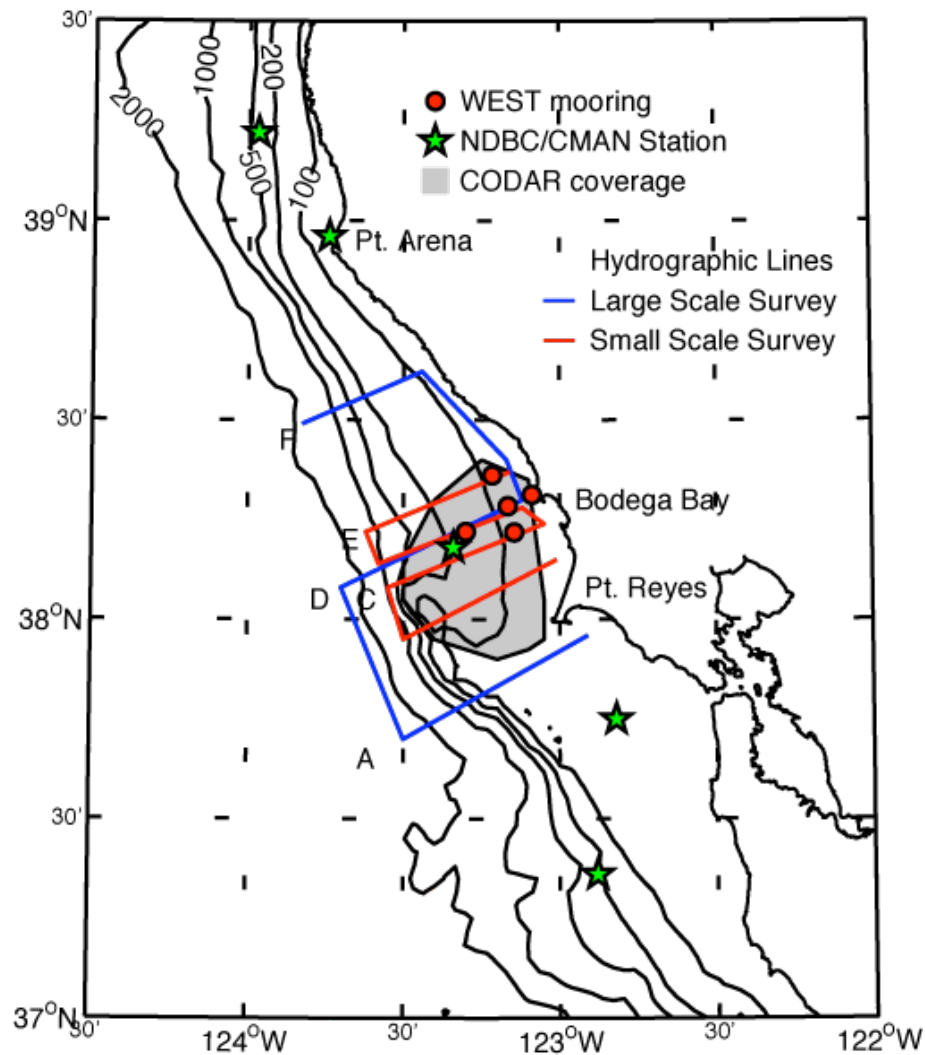 30'
1000
200
2000
500
100
WEST mooring
NDBC/CMAN Station
CODAR coverage
39°N
Pt. Arena
Hydrographic Lines
Large Scale Survey
Small Scale Survey
30'
F
Bodega Bay
E
D
C
Pt. Reyes
38°N
A
30'
37°N
30'
124°W
30'
123°W
30'
122°W